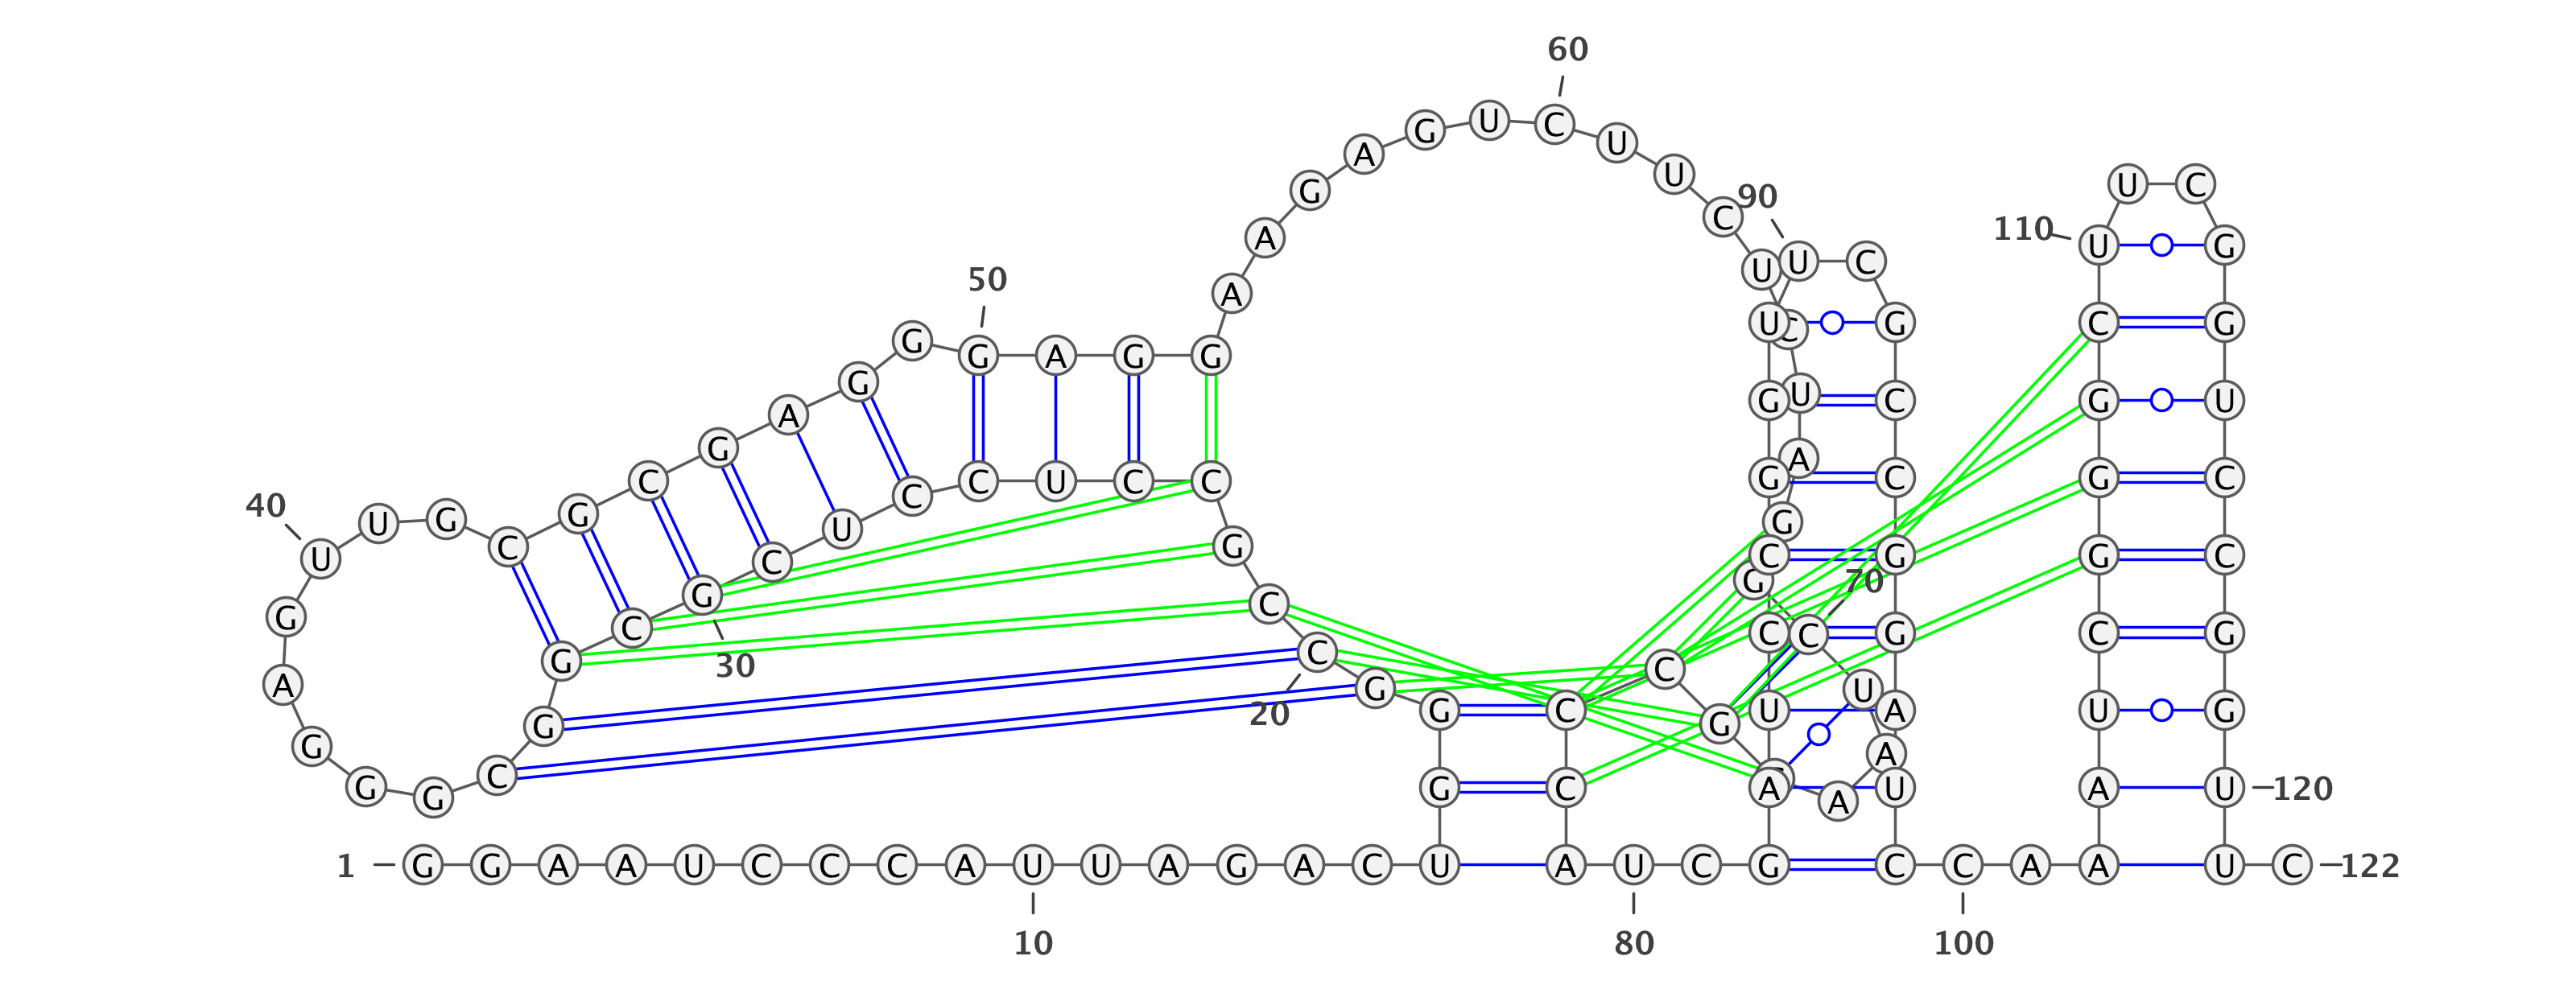 60
A G U C U
U U C
G 90 C
110 A U G
U U C
50 A
U C G C G
G G A G G
G G U C G U
A
G A
C C U C C G C G C
40 C
G U G G U
C G C G G C
U C
G 70
G C
G C C C G C G
G C C 30
A G U
G C U A U G
20 G G
G A
C
G G C A U A U 120
G A
1 G G A A U C C C A U U A G A C U A U C G C C A A U C 122
10 80 100